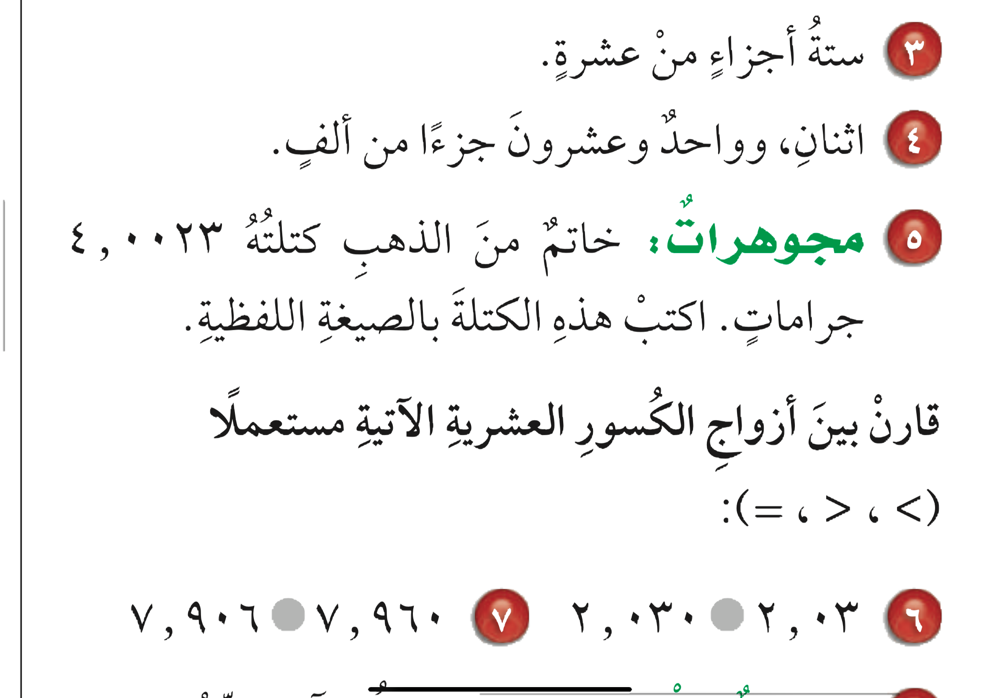 ٣ ستةُ أجزاءٍ منْ عشرةٍ.
٤ اثنانِ، وواحدٌ وعشرونَ جزءًا من ألفٍ.
٥ مجوهراتٌ: خاتمٌ منَ الذهبِ كتلتُهُ ٤,٠٠٢٣
جراماتٍ. اكتبْ هذهِ الكتلةَ بالصيغةِ اللفظيةِ.
قارنْ بينَ أزواجِ الكُسورِ العشريةِ الآتيةِ مستعملًا
(< ، > ، =):
٦ ٢,٠٣ ٢,٠٣٠ ٧ ٧,٩٦٠ ٧,٩٠٦